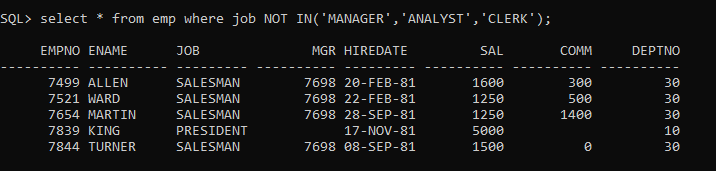 SQL> select * from emp where job NOT IN('MANAGER','ANALYST','CLERK');
EMPNO ENAME JOB MGR HIREDATE SAL COMM DEPTNO
---------- ---------- --------- ---------- --------- ---------- ---------- ----------
7499 ALLEN SALESMAN 7698 20-FEB-81 1600 300 30
7521 WARD SALESMAN 7698 22-FEB-81 1250 500 30
7654 MARTIN SALESMAN 7698 28-SEP-81 1250 1400 30
7839 KING PRESIDENT 17-NOV-81 5000 10
7844 TURNER SALESMAN 7698 08-SEP-81 1500 0 30